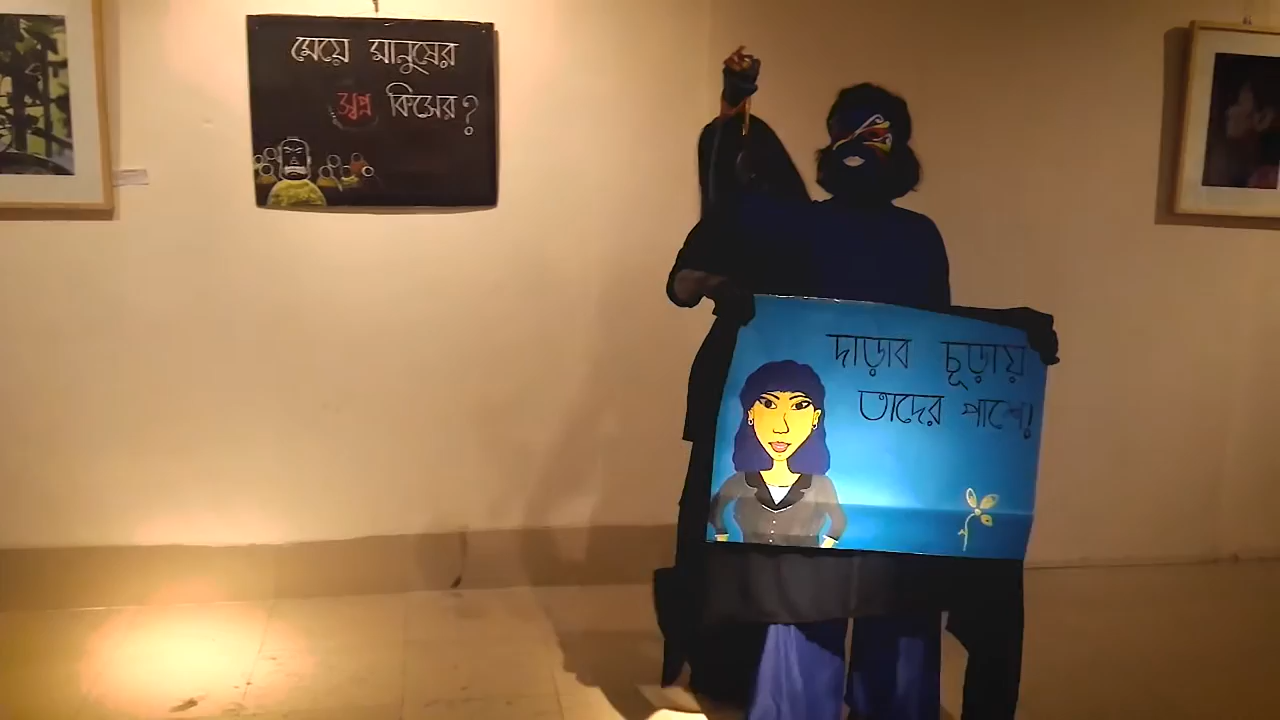 মেয়ে মানুষের
স্বপ্ন কিসের?
দাড়াব চূড়ায়
তাদের পাশে!